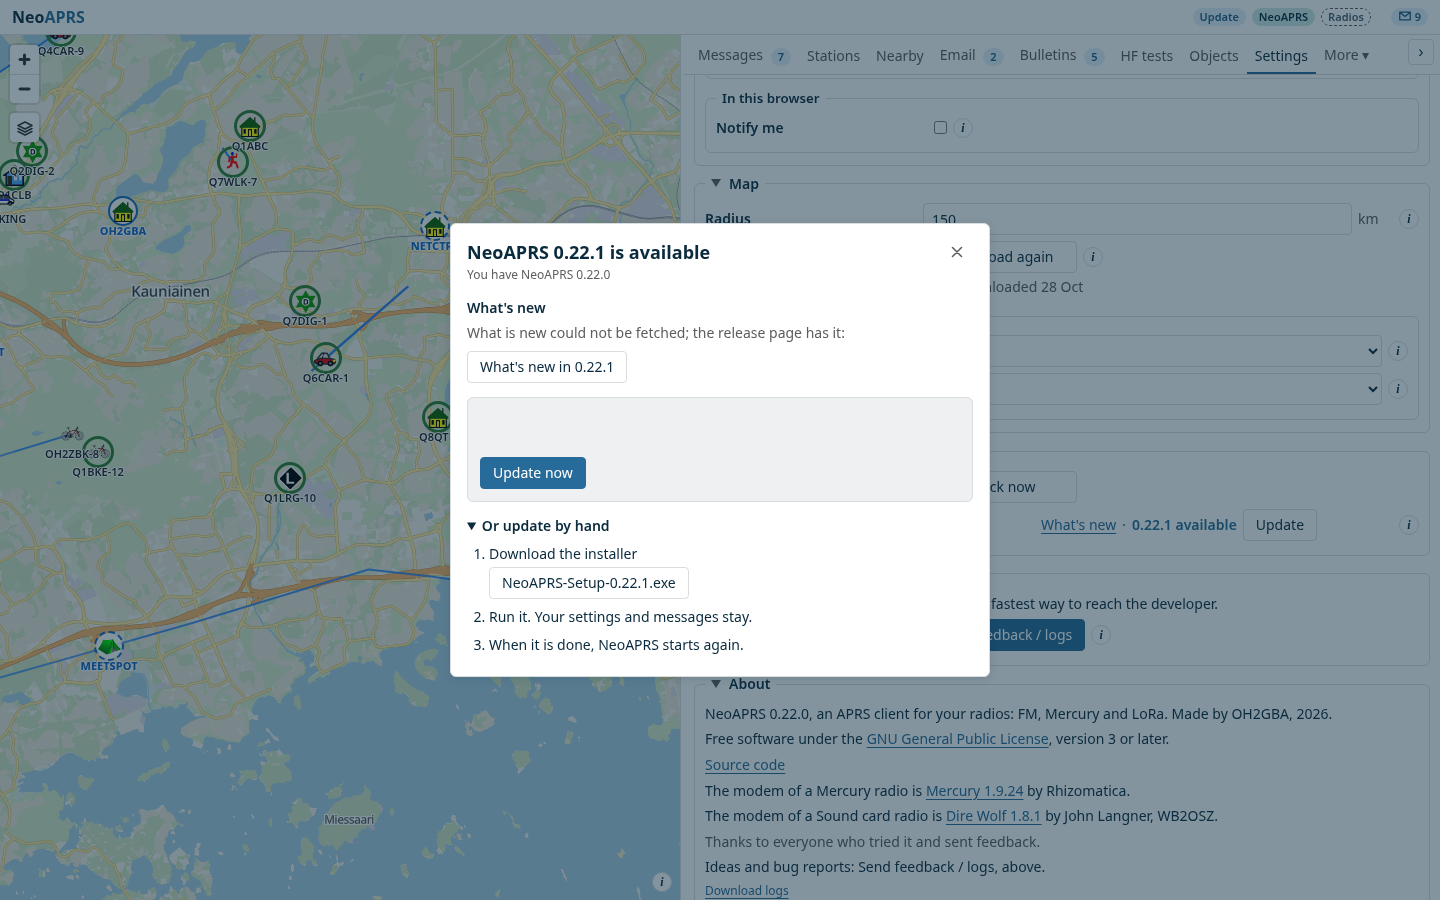 NeoAPRS
Update
NeoAPRS
Radios
9
Messages 7
Stations
Nearby
Email 2
Bulletins 5
HF tests
Objects
Settings
More ▾
Q4CAR-9
Q1ABC
Q2DIG-2
Q7WLK-7
OH2GBA
Kauniainen
Q7DIG-1
Q6CAR-1
OH2ZBK-8
Q1BKE-12
Q1LRG-10
MEETSPOT
Miessaari
In this browser
Notify me
Map
Radius
150
km
NeoAPRS 0.22.1 is available
You have NeoAPRS 0.22.0
What's new
What is new could not be fetched; the release page has it:
What's new in 0.22.1
Update now
Or update by hand
1. Download the installer
NeoAPRS-Setup-0.22.1.exe
2. Run it. Your settings and messages stay.
3. When it is done, NeoAPRS starts again.
again
28 Oct
now
What's new · 0.22.1 available
Update
fastest way to reach the developer.
/ logs
About
NeoAPRS 0.22.0, an APRS client for your radios: FM, Mercury and LoRa. Made by OH2GBA, 2026.
Free software under the GNU General Public License, version 3 or later.
Source code
The modem of a Mercury radio is Mercury 1.9.24 by Rhizomatica.
The modem of a Sound card radio is Dire Wolf 1.8.1 by John Langner, WB2OSZ.
Thanks to everyone who tried it and sent feedback.
Ideas and bug reports: Send feedback / logs, above.
Download logs